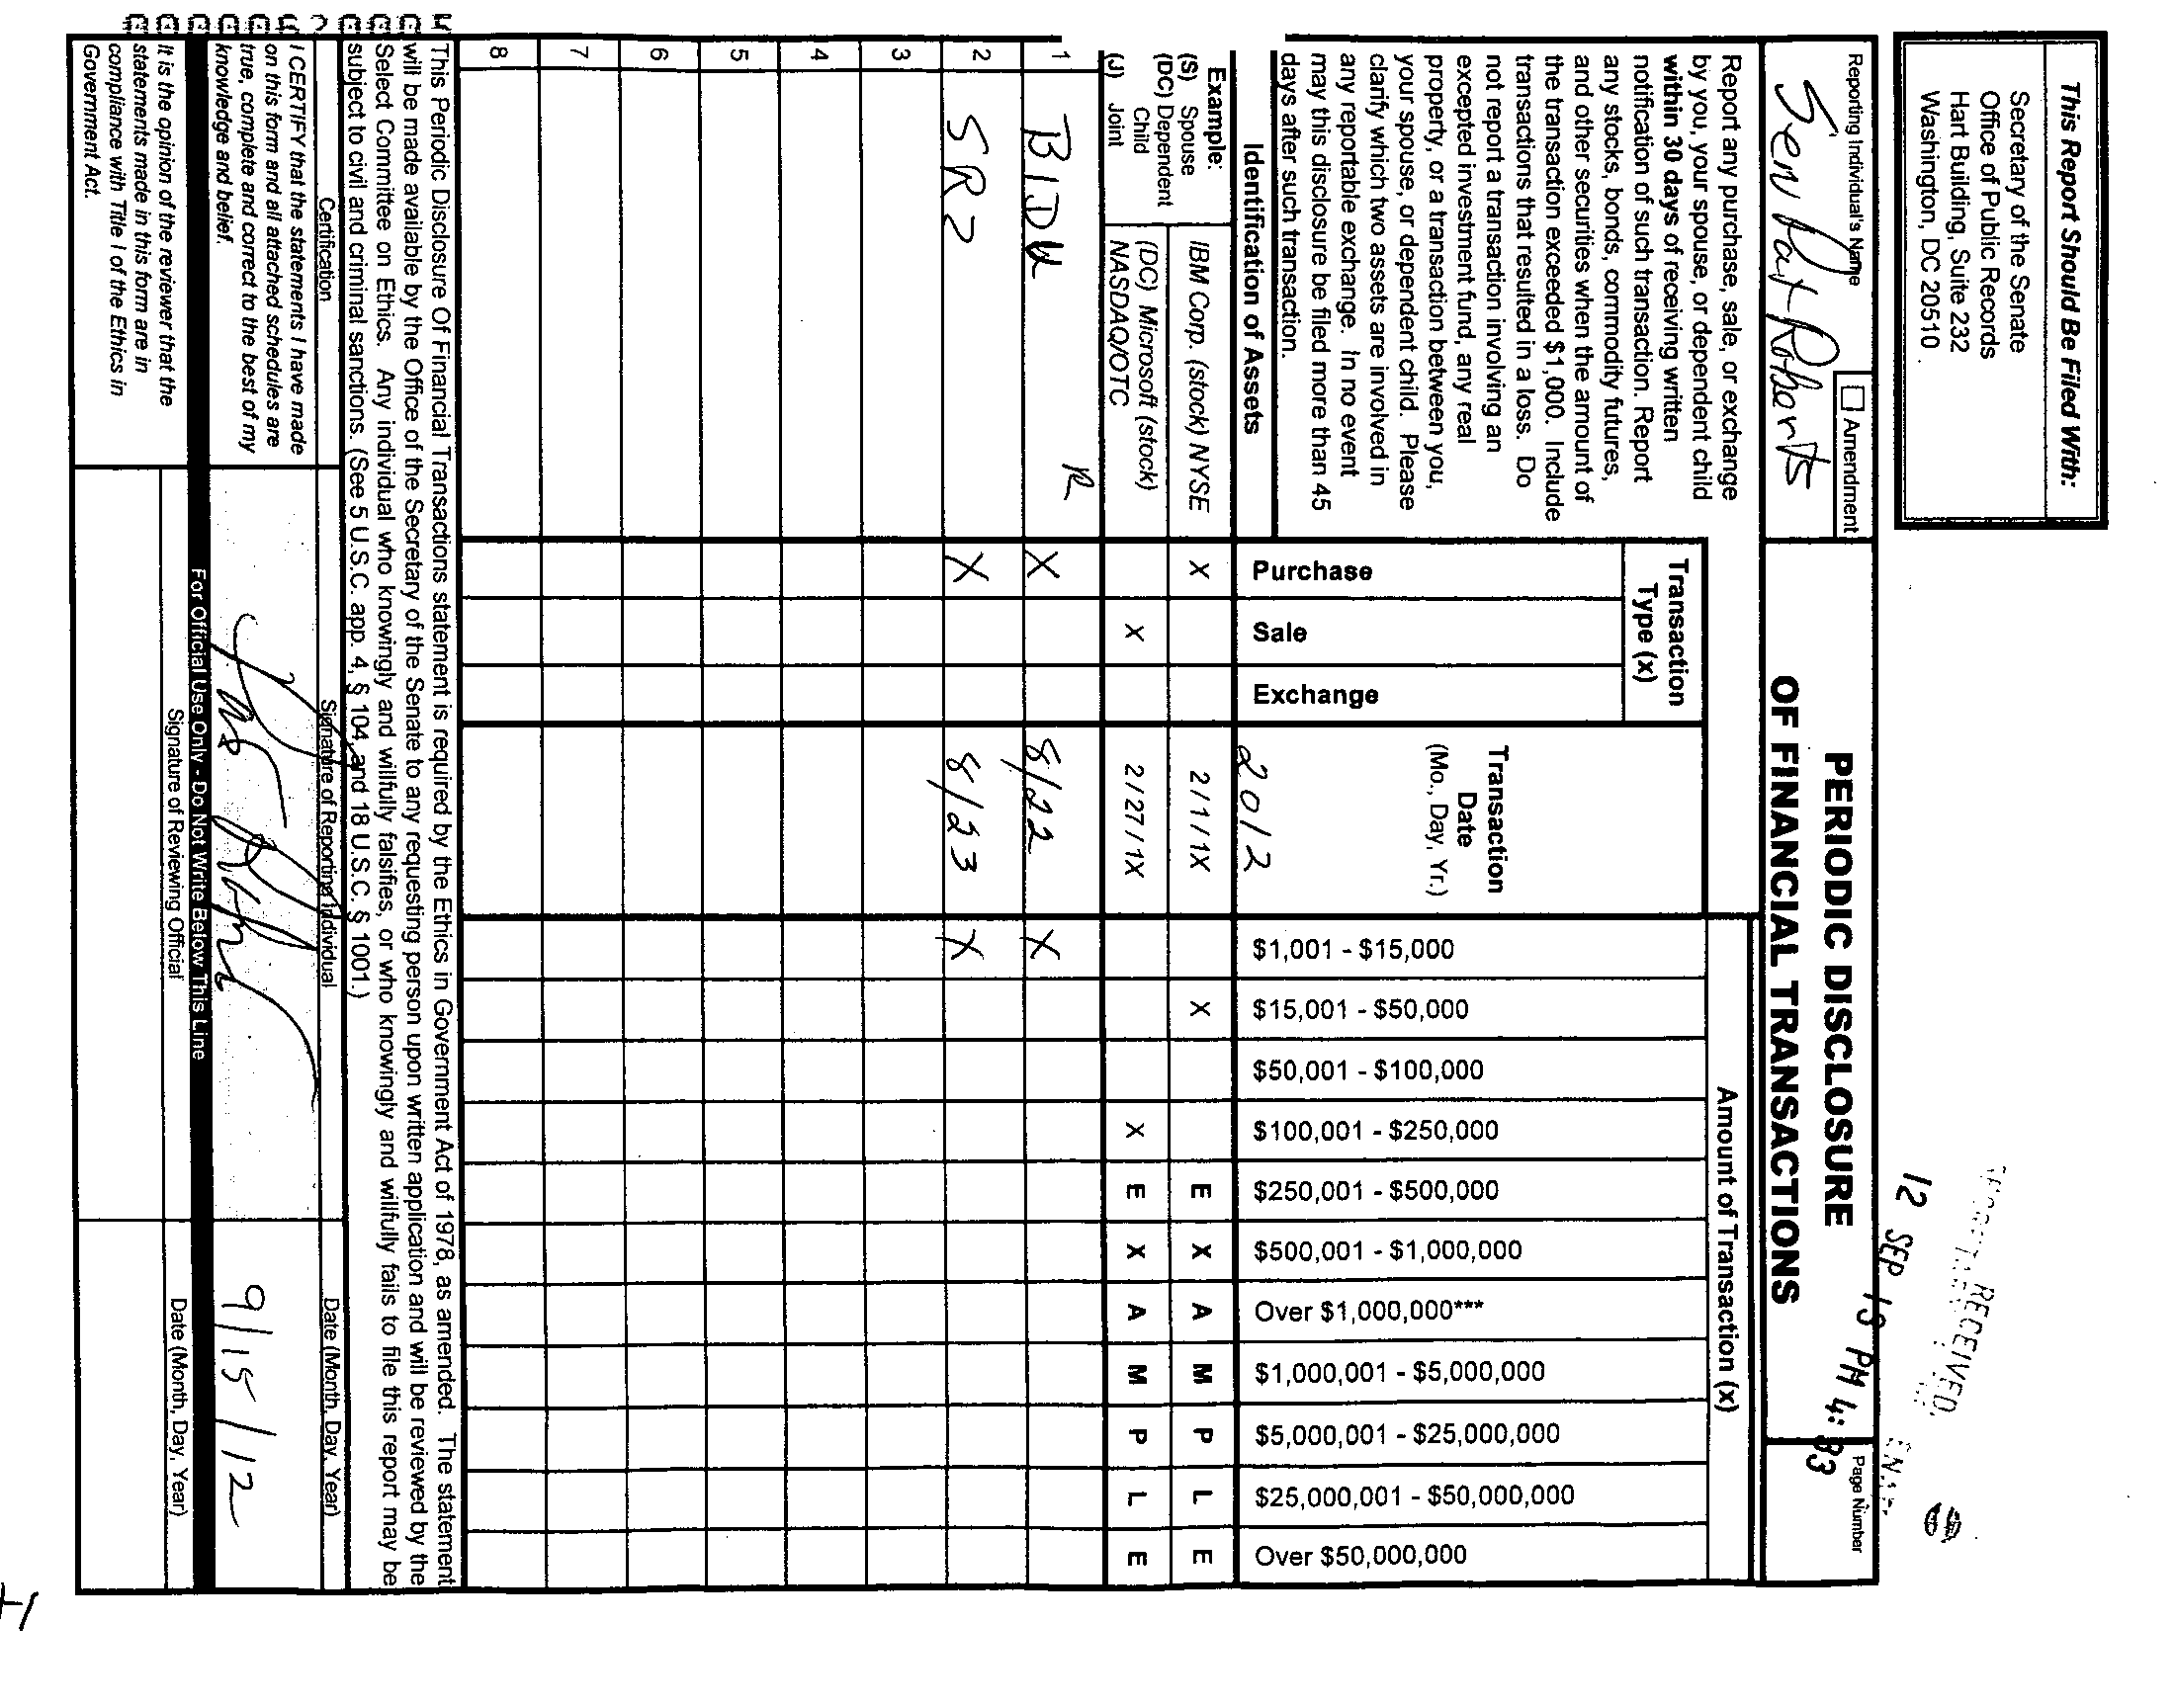 This Report Should Be Filed With:
Secretary of the Senate
Office of Public Records
Hart Building, Suite 232
Washington, DC 20510
RECEIVED
12 SEP 13 PM 4:33
Reporting Individual's Name
Sen Pat Roberts
Amendment
PERIODIC DISCLOSURE
OF FINANCIAL TRANSACTIONS
Page Number
Report any purchase, sale, or exchange
by you, your spouse, or dependent child
within 30 days of receiving written
notification of such transaction. Report
any stocks, bonds, commodity futures,
and other securities when the amount of
the transaction exceeded $1,000. Include
transactions that resulted in a loss. Do
not report a transaction involving an
excepted investment fund, any real
property, or a transaction between you,
your spouse, or dependent child. Please
clarify which two assets are involved in
any reportable exchange. In no event
may this disclosure be filed more than 45
days after such transaction.
Identification of Assets
Transaction
Type (x)
Purchase
Sale
Exchange
Transaction
Date
(Mo., Day, Yr.)
2012
Amount of Transaction (x)
$1,001 - $15,000
$15,001 - $50,000
$50,001 - $100,000
$100,001 - $250,000
$250,001 - $500,000
$500,001 - $1,000,000
Over $1,000,000***
$1,000,001 - $5,000,000
$5,000,001 - $25,000,000
$25,000,001 - $50,000,000
Over $50,000,000
Example:
(S) Spouse
(DC) Dependent
Child
(J) Joint
IBM Corp. (stock) NYSE X 2/1/1X X E X A M P L E
(DC) Microsoft (stock)
NASDAQ/OTC X 2/27/1X X E X A M P L E
1 BIDU R X 8/22 X
2 SRZ X 8/23 X
3
4
5
6
7
8
This Periodic Disclosure Of Financial Transactions statement is required by the Ethics in Government Act of 1978, as amended. The statement
will be made available by the Office of the Secretary of the Senate to any requesting person upon written application and will be reviewed by the
Select Committee on Ethics. Any individual who knowingly and willfully falsifies, or who knowingly and willfully fails to file this report may be
subject to civil and criminal sanctions. (See 5 U.S.C. app. 4, § 104, and 18 U.S.C. § 1001.)
Certification
Signature of Reporting Individual
Date (Month, Day, Year)
I CERTIFY that the statements I have made
on this form and all attached schedules are
true, complete and correct to the best of my
knowledge and belief.
9/15/12
For Official Use Only - Do Not Write Below This Line
It is the opinion of the reviewer that the
statements made in this form are in
compliance with Title I of the Ethics in
Government Act.
Signature of Reviewing Official
Date (Month, Day, Year)